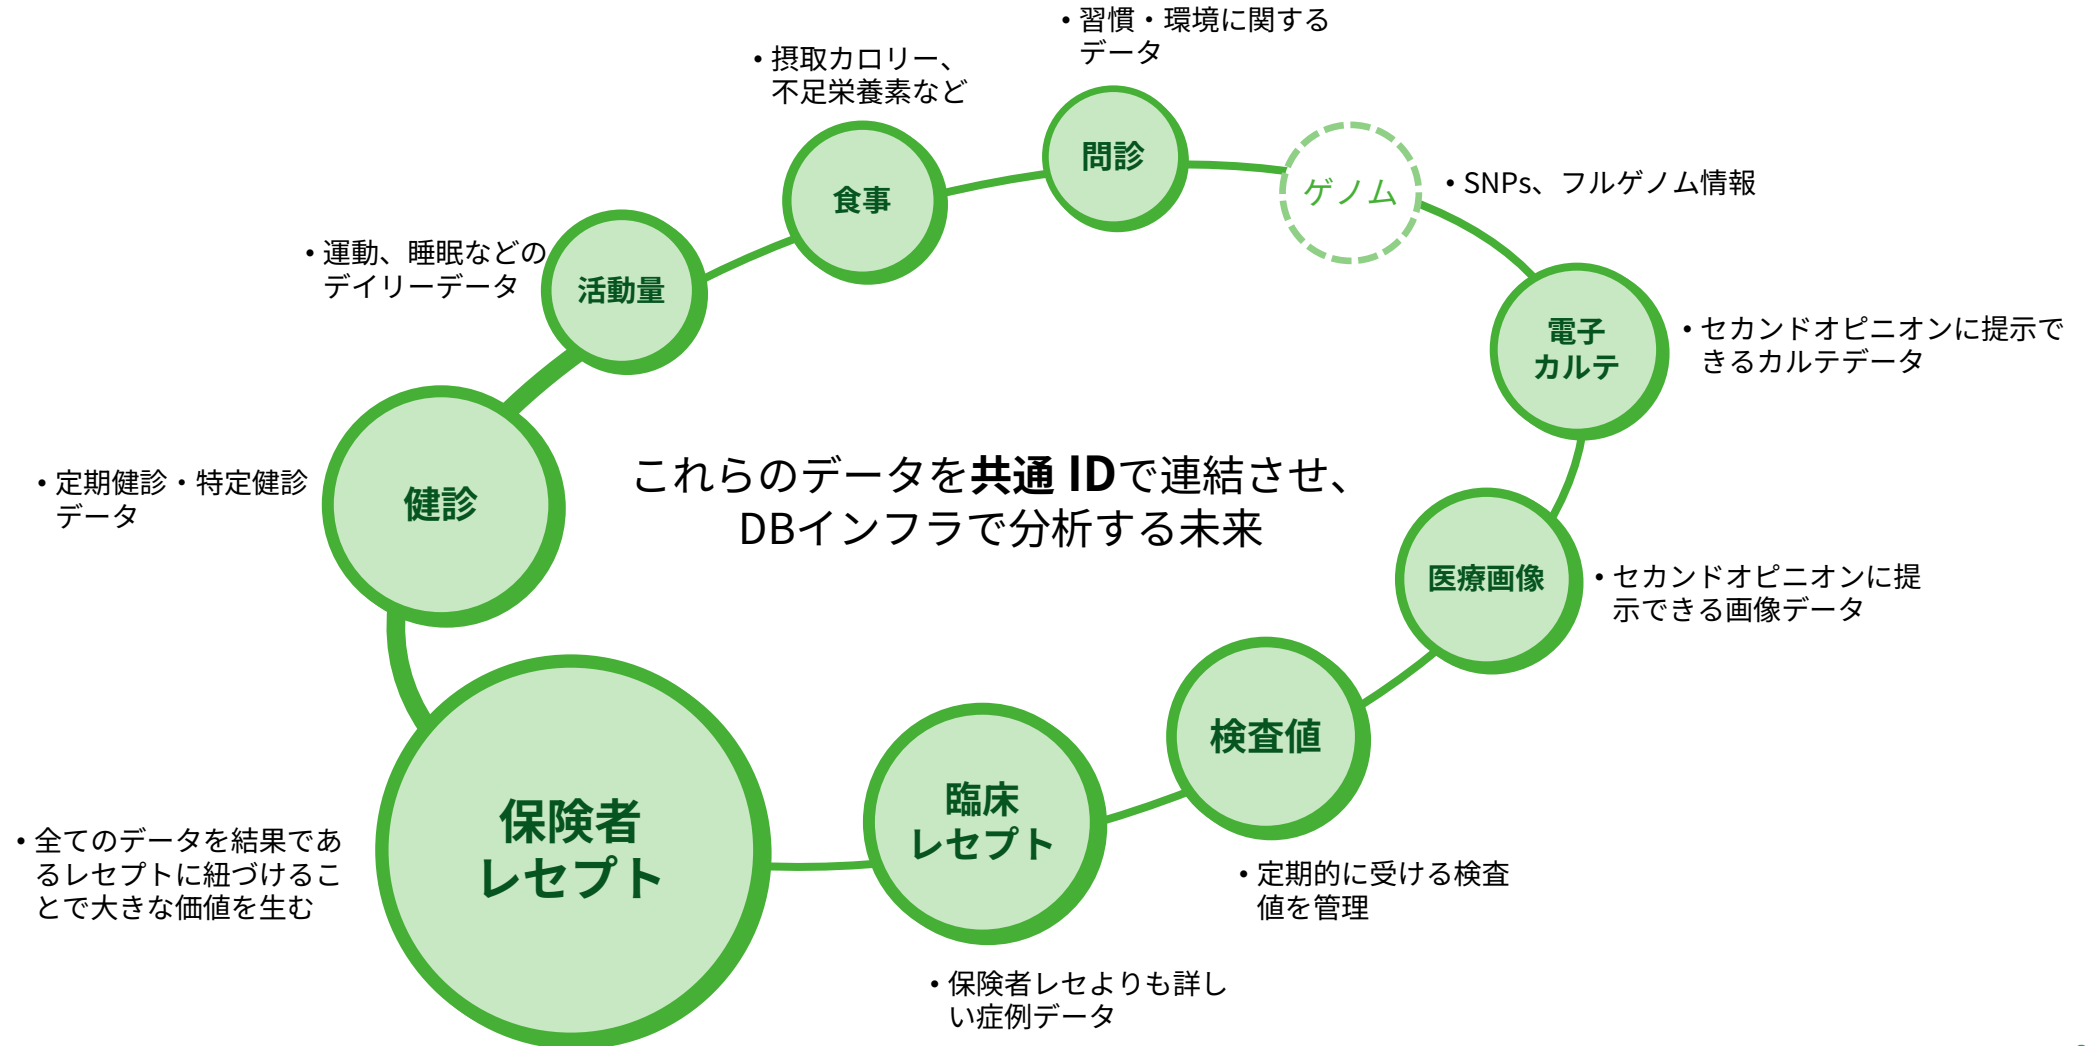 ・習慣・環境に関する
データ
・摂取カロリー、
不足栄養素など
問診
食事
ゲノム
・SNPs、フルゲノム情報
・運動、睡眠などの
デイリーデータ
活動量
電子
カルテ
・セカンドオピニオンに提示で
きるカルテデータ
・定期健診・特定健診
データ
健診
これらのデータを共通 IDで連結させ、
DBインフラで分析する未来
医療画像
・セカンドオピニオンに提
示できる画像データ
検査値
・定期的に受ける検査
値を管理
臨床
レセプト
・保険者レセよりも詳し
い症例データ
保険者
レセプト
・全てのデータを結果であ
るレセプトに紐づけるこ
とで大きな価値を生む